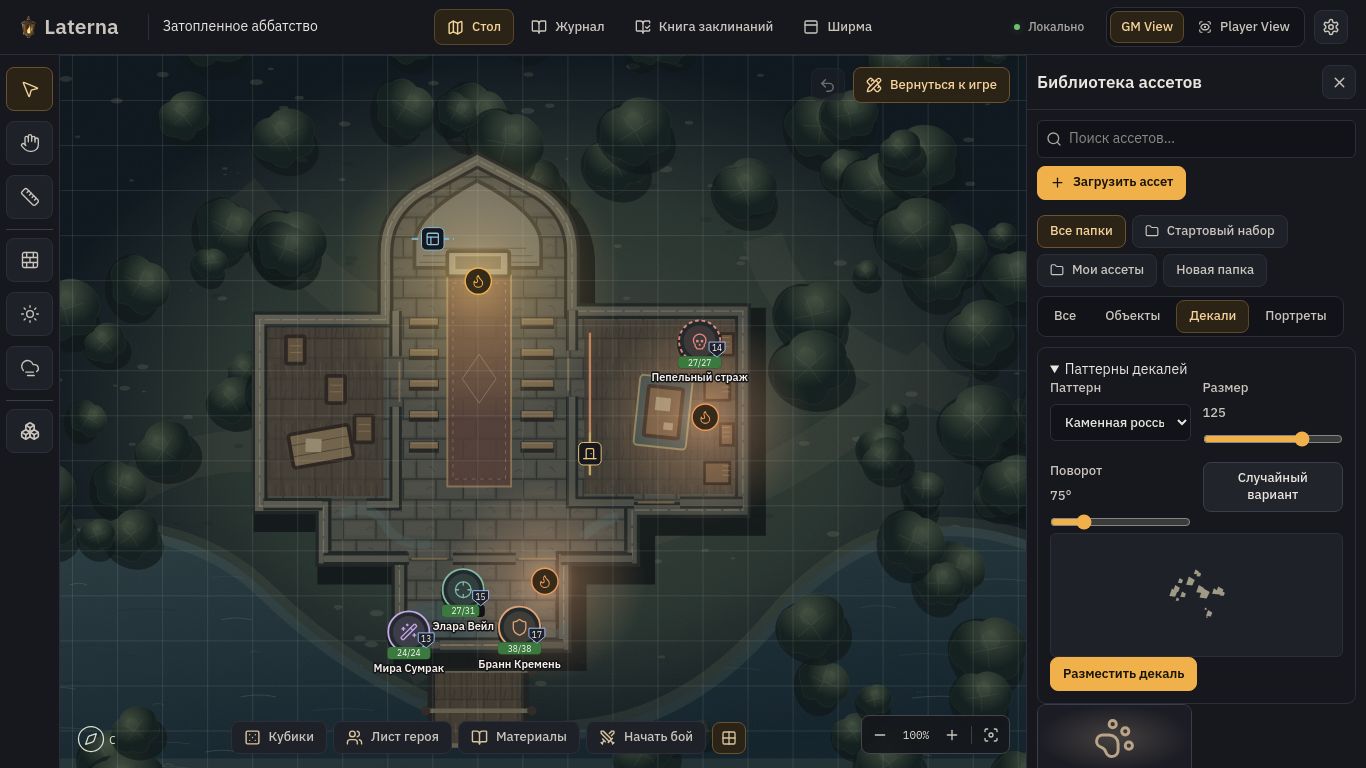 Laterna
Затопленное аббатство
Стол
Журнал
Книга заклинаний
Ширма
Локально
GM View
Player View
Вернуться к игре
Библиотека ассетов
Поиск ассетов...
Загрузить ассет
Все папки
Стартовый набор
Мои ассеты
Новая папка
Все
Объекты
Декали
Портреты
▼ Паттерны декалей
Паттерн
Размер
Каменная россь
125
Поворот
75°
Случайный
вариант
Разместить декаль
14
27/27
Пепельный страж
15
27/31
Элара Вейл
13
24/24
Мира Сумрак
17
38/38
Бранн Кремень
С
Кубики
Лист героя
Материалы
Начать бой
100%